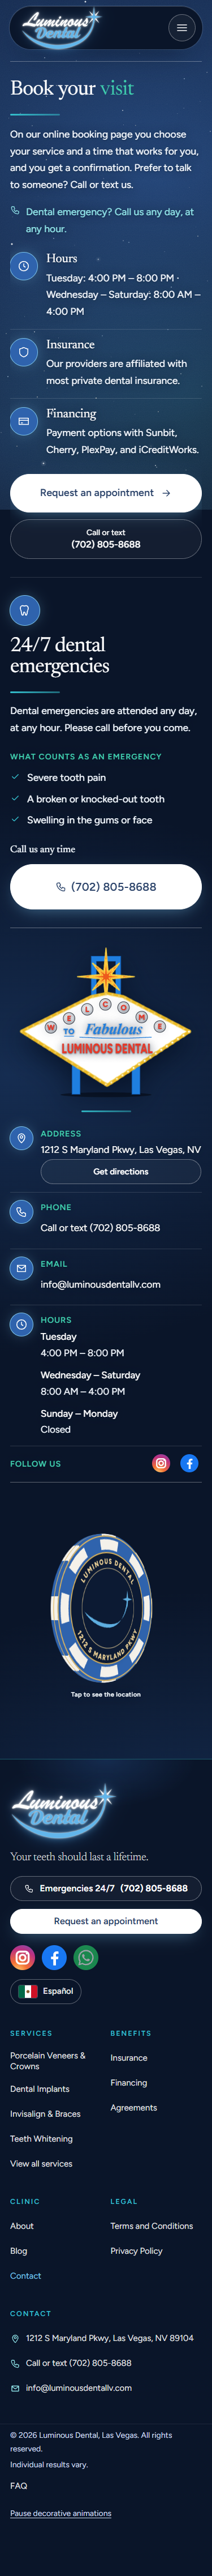 Luminous
Dental
Book your visit
On our online booking page you choose
your service and a time that works for you,
and you get a confirmation. Prefer to talk
to someone? Call or text us.
Dental emergency? Call us any day, at
any hour.
Hours
Tuesday: 4:00 PM – 8:00 PM ·
Wednesday – Saturday: 8:00 AM –
4:00 PM
Insurance
Our providers are affiliated with
most private dental insurance.
Financing
Payment options with Sunbit,
Cherry, PlexPay, and iCreditWorks.
Request an appointment →
Call or text
(702) 805-8688
24/7 dental
emergencies
Dental emergencies are attended any day,
at any hour. Please call before you come.
WHAT COUNTS AS AN EMERGENCY
Severe tooth pain
A broken or knocked-out tooth
Swelling in the gums or face
Call us any time
(702) 805-8688
WELCOME
TO Fabulous
LUMINOUS DENTAL
ADDRESS
1212 S Maryland Pkwy, Las Vegas, NV
Get directions
PHONE
Call or text (702) 805-8688
EMAIL
info@luminousdentallv.com
HOURS
Tuesday
4:00 PM – 8:00 PM
Wednesday – Saturday
8:00 AM – 4:00 PM
Sunday – Monday
Closed
FOLLOW US
LUMINOUS DENTAL
1212 S MARYLAND PKWY
Tap to see the location
Luminous
Dental
Your teeth should last a lifetime.
Emergencies 24/7 (702) 805-8688
Request an appointment
Español
SERVICES
Porcelain Veneers &
Crowns
Dental Implants
Invisalign & Braces
Teeth Whitening
View all services
BENEFITS
Insurance
Financing
Agreements
CLINIC
About
Blog
Contact
LEGAL
Terms and Conditions
Privacy Policy
CONTACT
1212 S Maryland Pkwy, Las Vegas, NV 89104
Call or text (702) 805-8688
info@luminousdentallv.com
© 2026 Luminous Dental, Las Vegas. All rights
reserved.
Individual results vary.
FAQ
Pause decorative animations